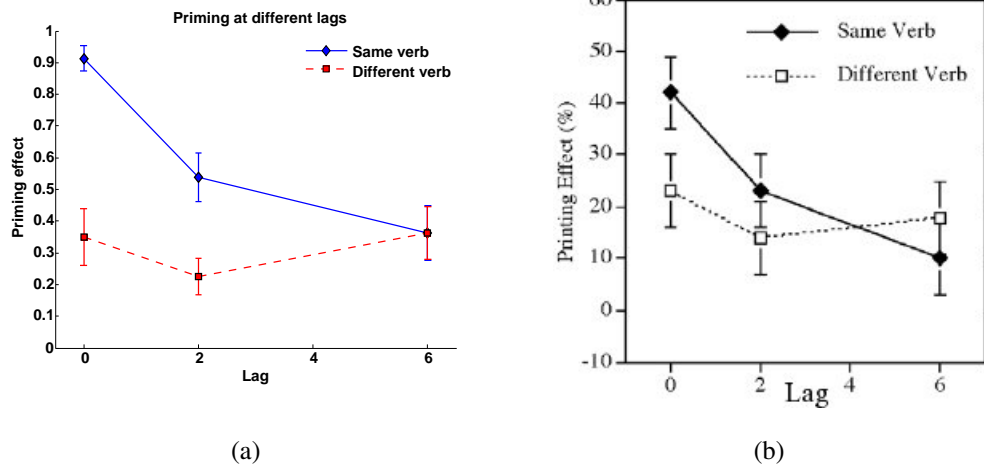 Priming at different lags
1
0.9
0.8
0.7
0.6
0.5
0.4
0.3
0.2
0.1
0
Priming effect
Same verb
Different verb
0 2 4 6
Lag
(a)
60
50
40
30
20
10
0
-10
Printing Effect (%)
Same Verb
Different Verb
0 2 4 6
Lag
(b)